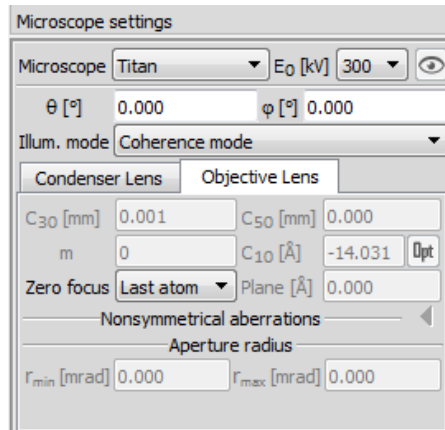 Microscope settings
Microscope Titan E₀ [kV] 300
θ [°] 0.000 φ [°] 0.000
Illum. mode Coherence mode
Condenser Lens Objective Lens
C₃₀ [mm] 0.001 C₅₀ [mm] 0.000
m 0 C₁₀ [Å] -14.031 Opt
Zero focus Last atom Plane [Å] 0.000
Nonsymmetrical aberrations
Aperture radius
rₘᵢₙ [mrad] 0.000 rₘₐₓ [mrad] 0.000